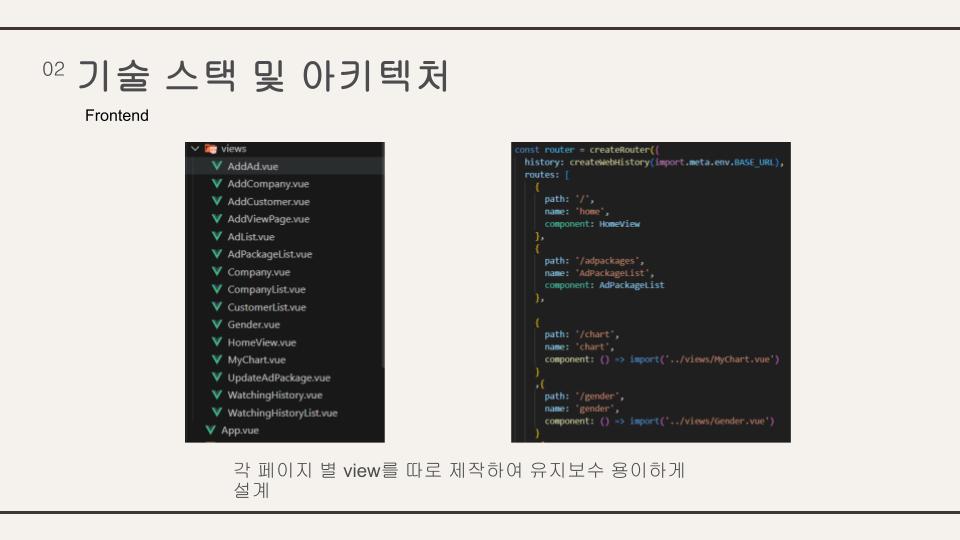 02 기술 스택 및 아키텍처
Frontend
views
AddAd.vue
AddCompany.vue
AddCustomer.vue
AddViewPage.vue
AdList.vue
AdPackageList.vue
Company.vue
CompanyList.vue
CustomerList.vue
Gender.vue
HomeView.vue
MyChart.vue
UpdateAdPackage.vue
WatchingHistory.vue
WatchingHistoryList.vue
App.vue
const router = createRouter({
history: createWebHistory(import.meta.env.BASE_URL),
routes: [
{
path: '/',
name: 'home',
component: HomeView
},
{
path: '/adpackages',
name: 'AdPackageList',
component: AdPackageList
},
{
path: '/chart',
name: 'chart',
component: () => import('../views/MyChart.vue')
}
,{
path: '/gender',
name: 'gender',
component: () => import('../views/Gender.vue')
}
각 페이지 별 view를 따로 제작하여 유지보수 용이하게
설계